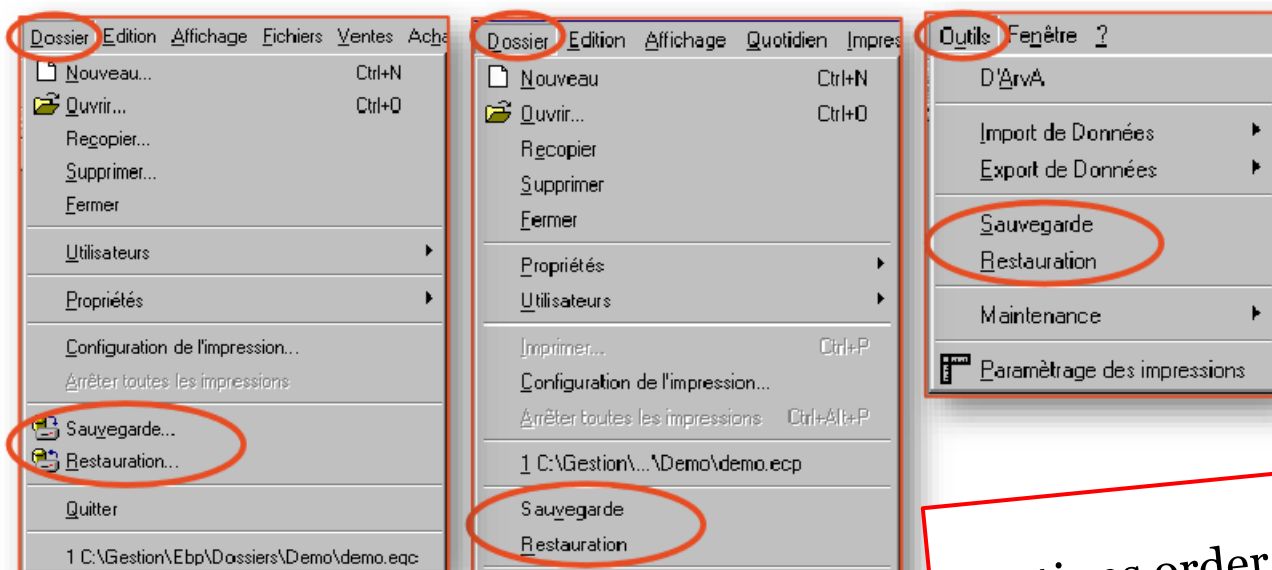 Dossier Edition Affichage Fichiers Ventes Acha
Nouveau... Ctrl+N
Ouvrir... Ctrl+O
Recopier...
Supprimer...
Fermer
Utilisateurs
Propriétés
Configuration de l'impression...
Arrêter toutes les impressions
Sauvegarde...
Restauration...
Quitter
1 C:\Gestion\Ebp\Dossiers\Demo\demo.egc
Dossier Edition Affichage Quotidien Impres
Nouveau Ctrl+N
Ouvrir... Ctrl+O
Recopier
Supprimer
Fermer
Propriétés
Utilisateurs
Imprimer... Ctrl+P
Configuration de l'impression...
Arrêter toutes les impressions Ctrl+Alt+P
1 C:\Gestion\...\Demo\demo.ecp
Sauvegarde
Restauration
Outils Fenêtre ?
D'ArvA
Import de Données
Export de Données
Sauvegarde
Restauration
Maintenance
Paramètrage des impressions
order